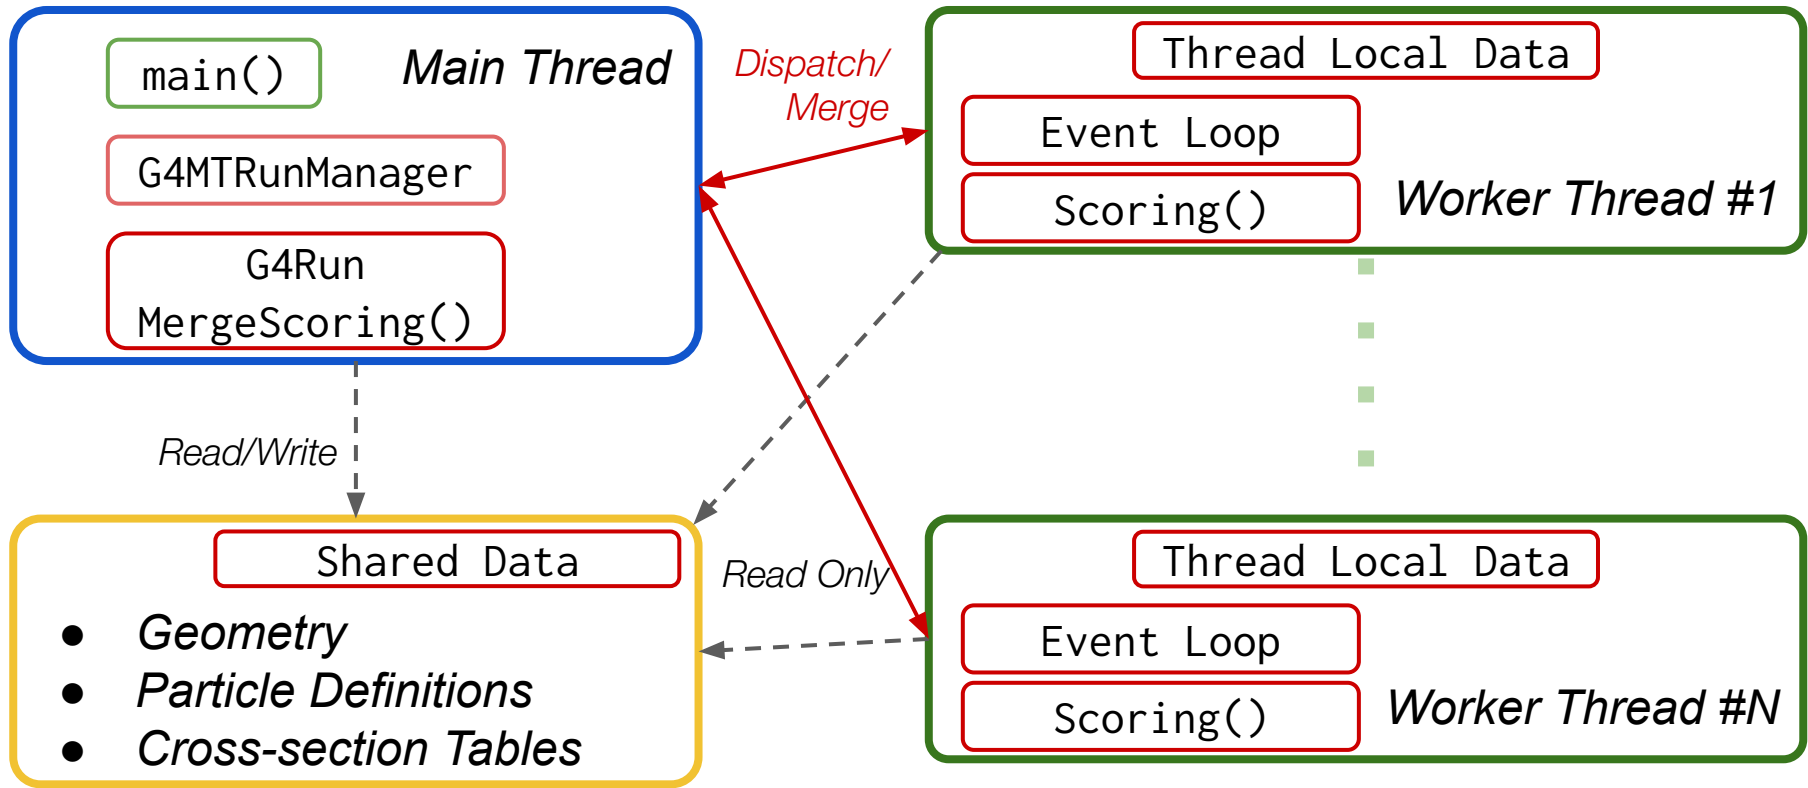 main()
Main Thread
G4MTRunManager
G4Run
MergeScoring()
Dispatch/
Merge
Thread Local Data
Event Loop
Scoring()
Worker Thread #1
Read/Write
Shared Data
● Geometry
● Particle Definitions
● Cross-section Tables
Read Only
Thread Local Data
Event Loop
Scoring()
Worker Thread #N